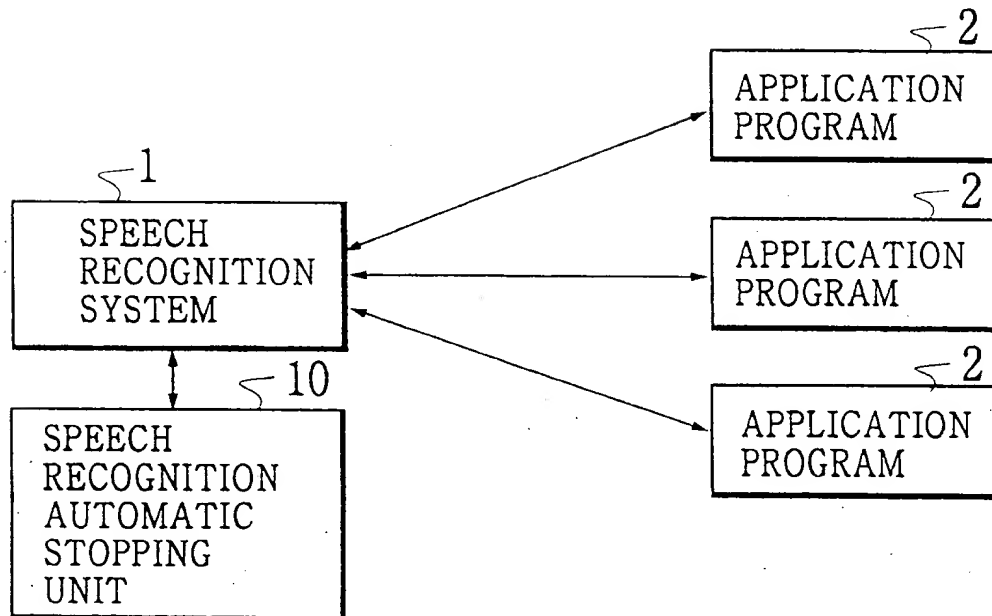 1
SPEECH
RECOGNITION
SYSTEM
10
SPEECH
RECOGNITION
AUTOMATIC
STOPPING
UNIT
2
APPLICATION
PROGRAM
2
APPLICATION
PROGRAM
2
APPLICATION
PROGRAM